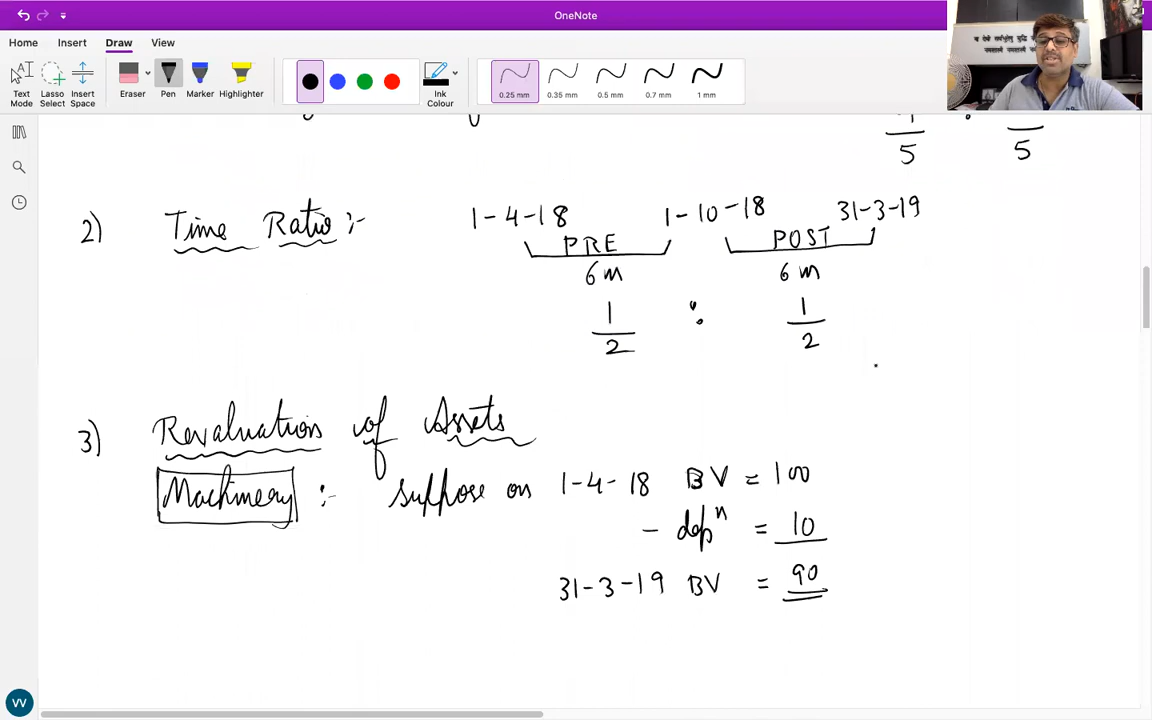 OneNote
Home Insert Draw View
Text Mode Lasso Select Insert Space Eraser Pen Marker Highlighter 0.25 mm 0.35 mm 0.5 mm 0.7 mm 1 mm Ink Colour
5 5
2) Time Ratio :- 1-4-18 1-10-18 31-3-19
PRE POST
6 m 6 m
1/2 : 1/2
3) Revaluation of Assets
Machinery :- suppose on 1-4-18 BV = 100
- depⁿ = 10
31-3-19 BV = 90
VV